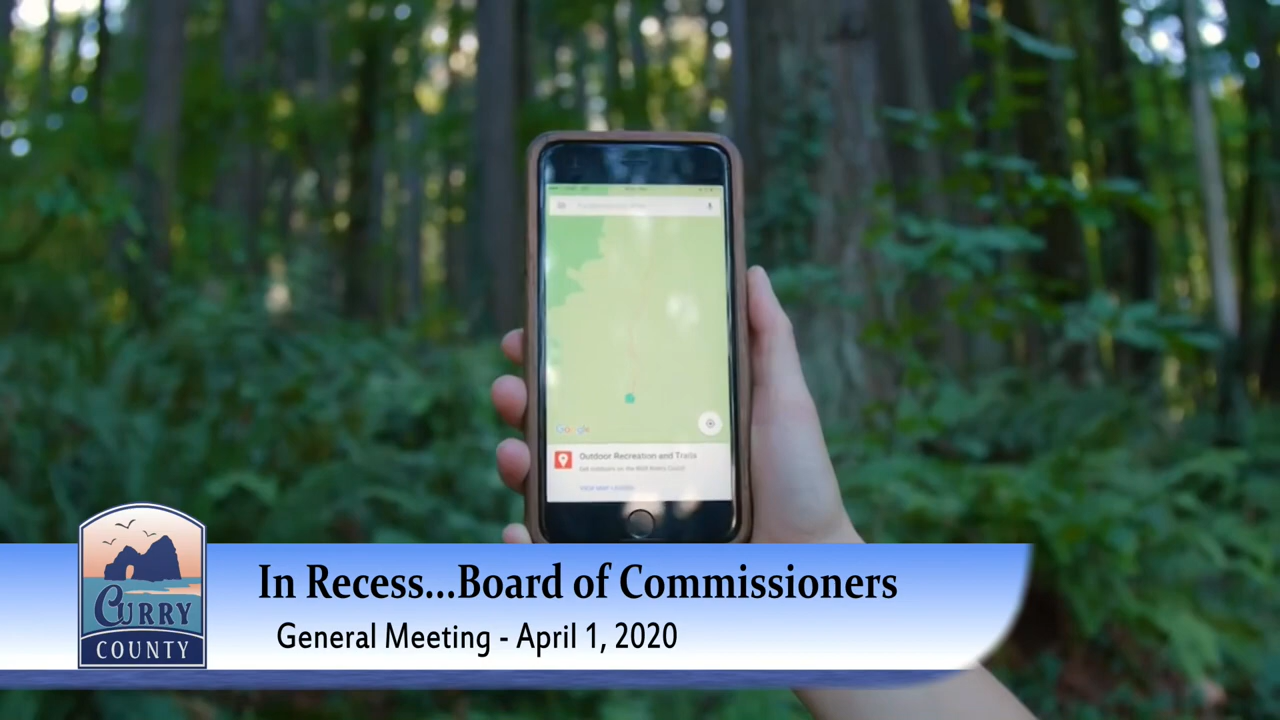 Google
Outdoor Recreation and Trails
In Recess...Board of Commissioners
General Meeting - April 1, 2020
CURRY
COUNTY